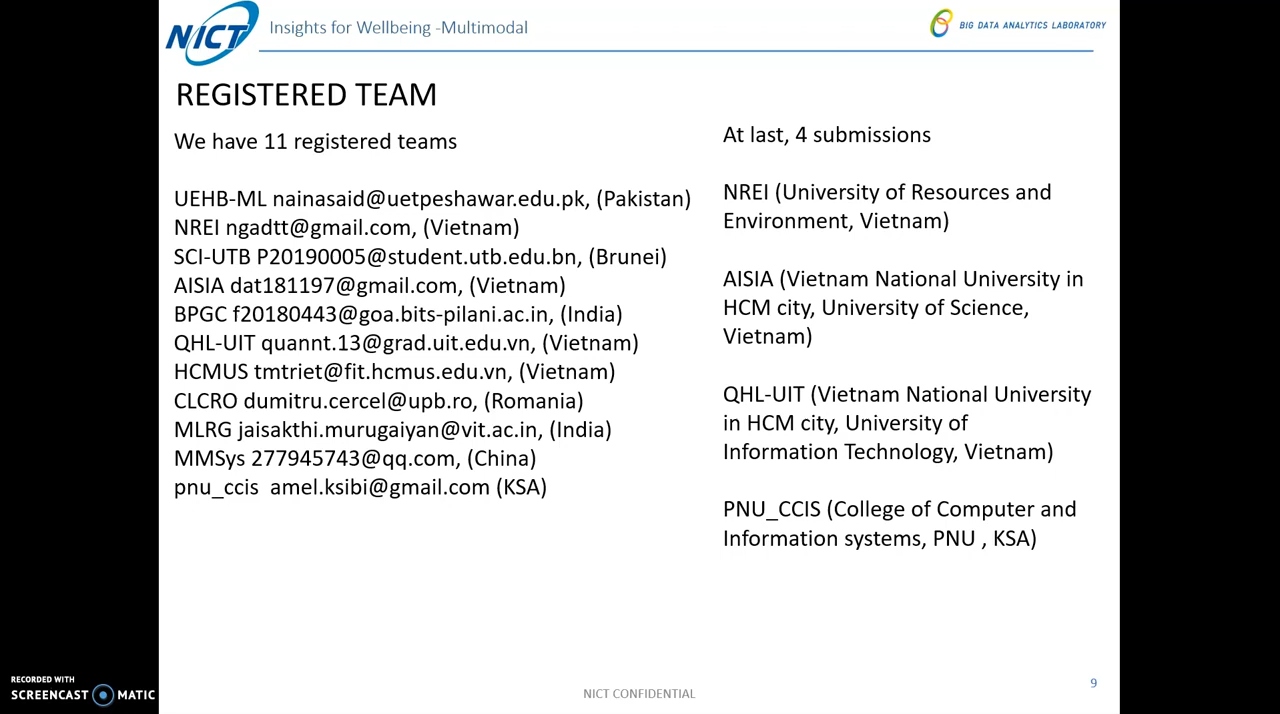 NICT
Insights for Wellbeing -Multimodal
BIG DATA ANALYTICS LABORATORY
REGISTERED TEAM
We have 11 registered teams
UEHB-ML nainasaid@uetpeshawar.edu.pk, (Pakistan)
NREI ngadtt@gmail.com, (Vietnam)
SCI-UTB P20190005@student.utb.edu.bn, (Brunei)
AISIA dat181197@gmail.com, (Vietnam)
BPGC f20180443@goa.bits-pilani.ac.in, (India)
QHL-UIT quannt.13@grad.uit.edu.vn, (Vietnam)
HCMUS tmtriet@fit.hcmus.edu.vn, (Vietnam)
CLCRO dumitru.cercel@upb.ro, (Romania)
MLRG jaisakthi.murugaiyan@vit.ac.in, (India)
MMSys 277945743@qq.com, (China)
pnu_ccis  amel.ksibi@gmail.com (KSA)
At last, 4 submissions
NREI (University of Resources and
Environment, Vietnam)
AISIA (Vietnam National University in
HCM city, University of Science,
Vietnam)
QHL-UIT (Vietnam National University
in HCM city, University of
Information Technology, Vietnam)
PNU_CCIS (College of Computer and
Information systems, PNU , KSA)
9
NICT CONFIDENTIAL
RECORDED WITH
SCREENCAST MATIC